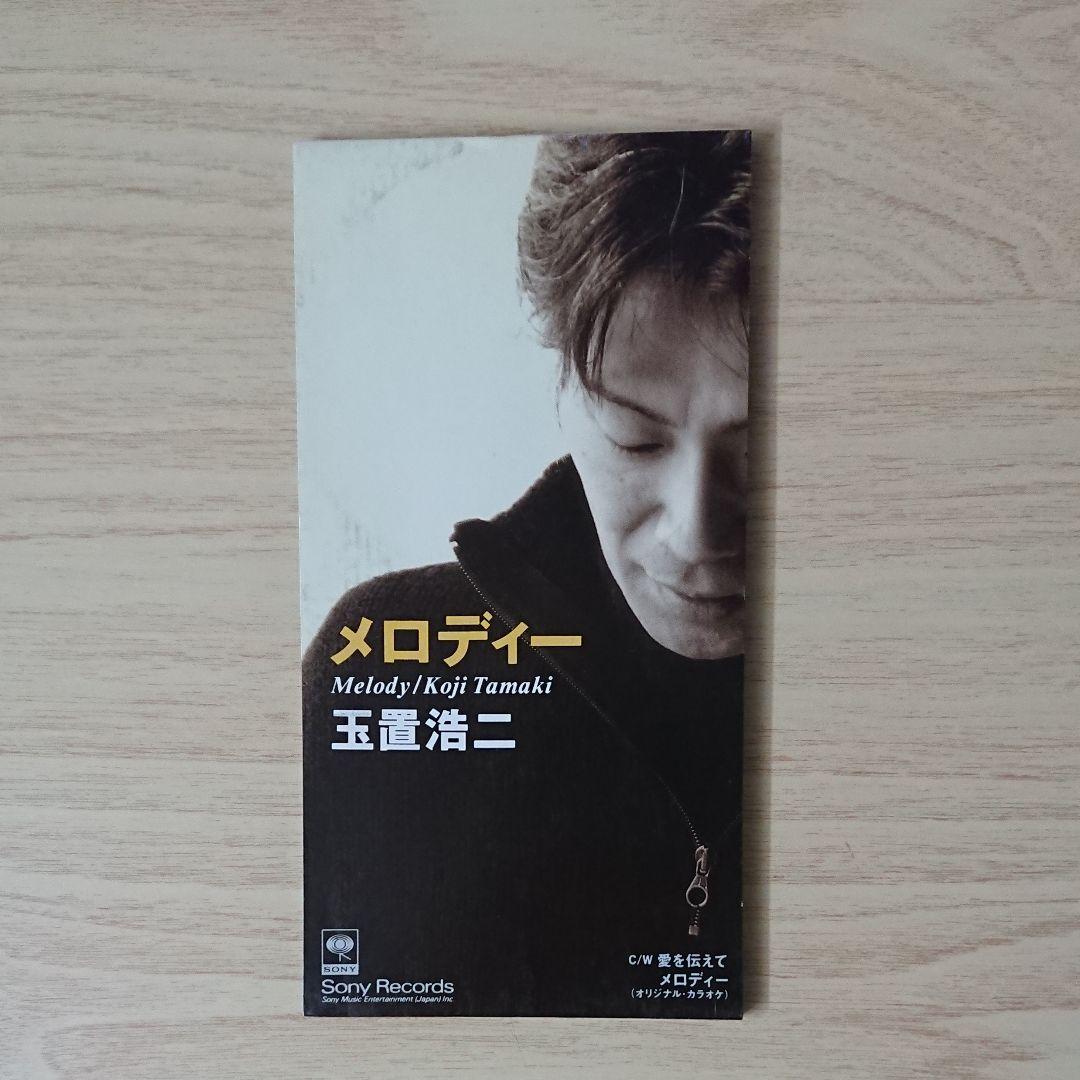 メロディー
Melody/Koji Tamaki
玉置浩二
SONY
Sony Records
Sony Music Entertainment (Japan) Inc
C/W 愛を伝えて
メロディー
(オリジナル・カラオケ)